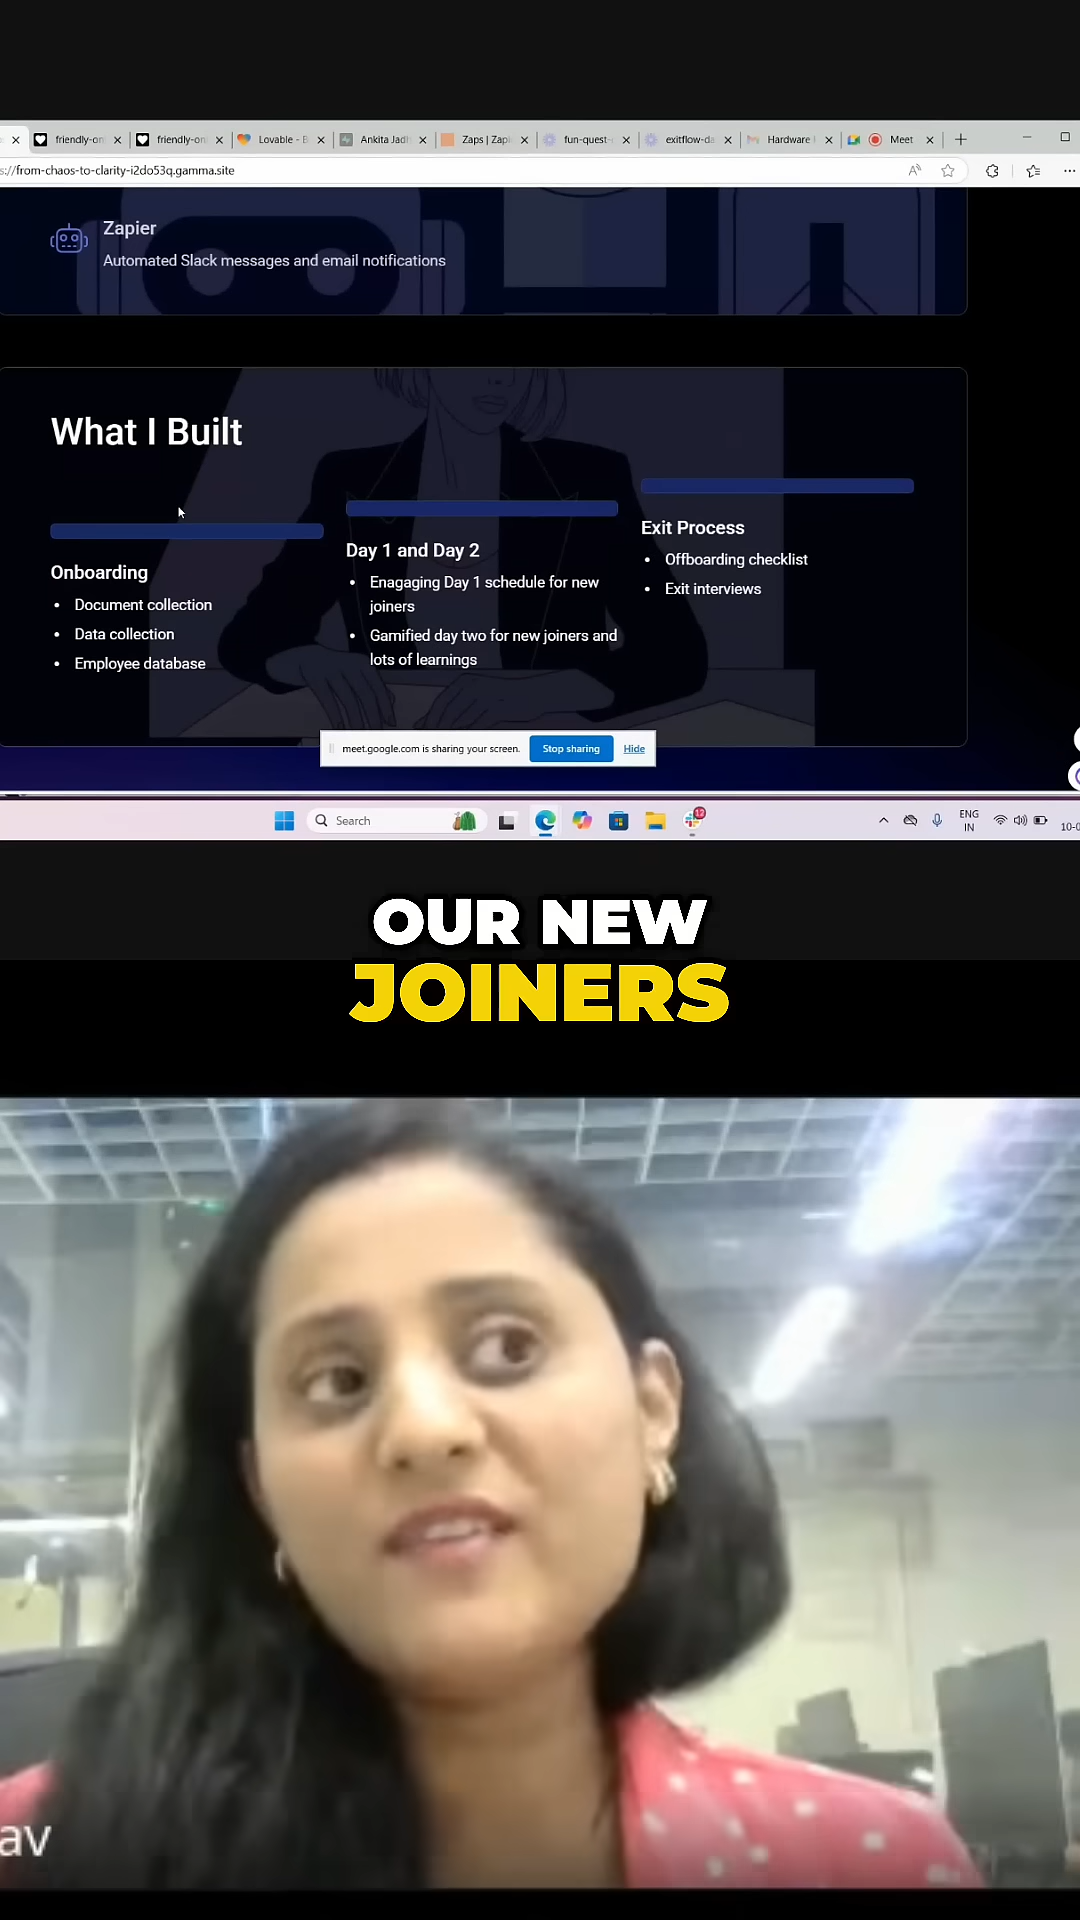 friendly-on
friendly-on
Lovable - B
Ankita Jadh
Zaps | Zapi
fun-quest-
exitflow-da
Hardware
Meet
s://from-chaos-to-clarity-i2do53q.gamma.site
Zapier
Automated Slack messages and email notifications
What I Built
Onboarding
• Document collection
• Data collection
• Employee database
Day 1 and Day 2
• Enagaging Day 1 schedule for new
joiners
• Gamified day two for new joiners and
lots of learnings
Exit Process
• Offboarding checklist
• Exit interviews
meet.google.com is sharing your screen.
Stop sharing
Hide
Search
12
ENG
IN
10-0
OUR NEW
JOINERS
av